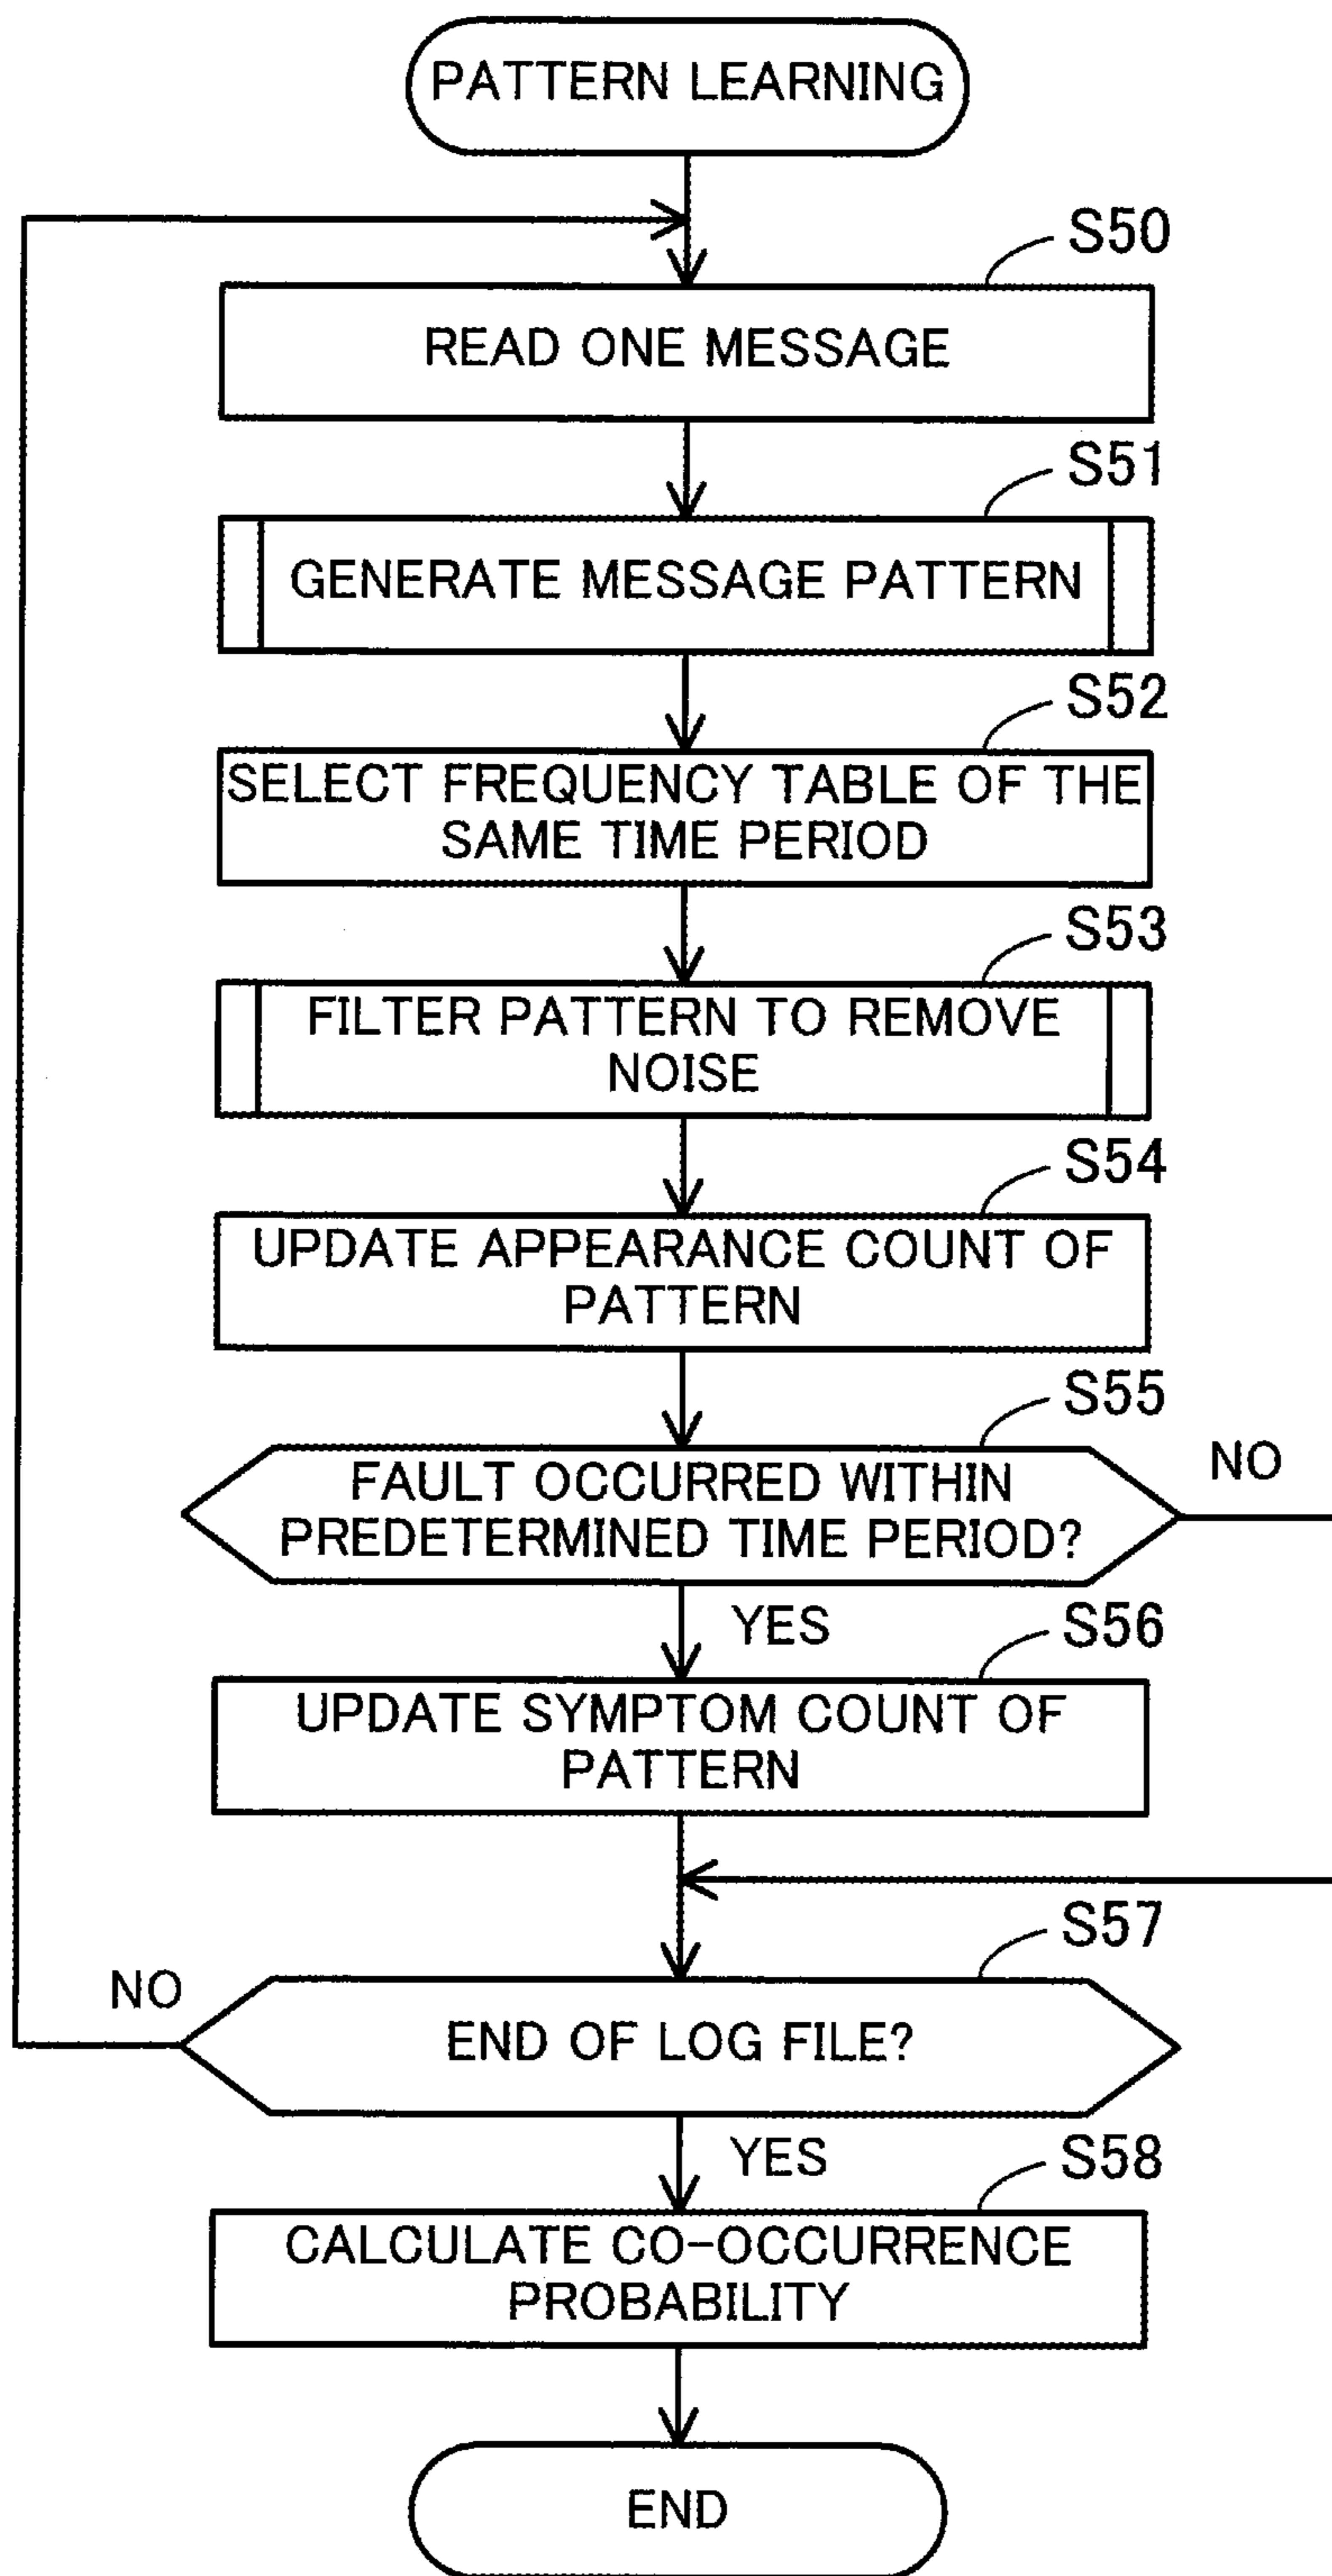 PATTERN LEARNING
S50
READ ONE MESSAGE
S51
GENERATE MESSAGE PATTERN
S52
SELECT FREQUENCY TABLE OF THE
SAME TIME PERIOD
S53
FILTER PATTERN TO REMOVE
NOISE
S54
UPDATE APPEARANCE COUNT OF
PATTERN
S55
NO
FAULT OCCURRED WITHIN
PREDETERMINED TIME PERIOD?
YES
S56
UPDATE SYMPTOM COUNT OF
PATTERN
S57
NO
END OF LOG FILE?
YES
S58
CALCULATE CO-OCCURRENCE
PROBABILITY
END